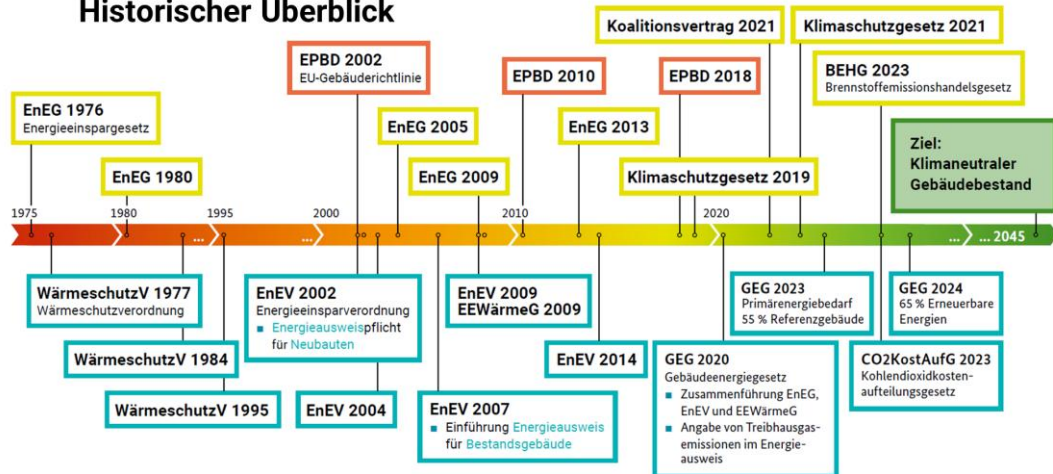 Historischer Überblick
Koalitionsvertrag 2021
Klimaschutzgesetz 2021
EPBD 2002
EU-Gebäuderichtlinie
EPBD 2010
EPBD 2018
BEHG 2023
Brennstoffemissionshandelsgesetz
EnEG 1976
Energieeinspargesetz
EnEG 2005
EnEG 2013
Ziel:
Klimaneutraler
Gebäudebestand
EnEG 1980
EnEG 2009
Klimaschutzgesetz 2019
1975
1980
1995
2000
2010
2020
...
...
...
... 2045
WärmeschutzV 1977
Wärmeschutzverordnung
EnEV 2002
Energieeinsparverordnung
▪ Energieausweispflicht
für Neubauten
EnEV 2009
EEWärmeG 2009
GEG 2023
Primärenergiebedarf
55 % Referenzgebäude
GEG 2024
65 % Erneuerbare
Energien
WärmeschutzV 1984
EnEV 2014
GEG 2020
Gebäudeenergiegesetz
▪ Zusammenführung EnEG,
EnEV und EEWärmeG
▪ Angabe von Treibhausgas-
emissionen im Energie-
ausweis
CO2KostAufG 2023
Kohlendioxidkosten-
aufteilungsgesetz
WärmeschutzV 1995
EnEV 2004
EnEV 2007
▪ Einführung Energieausweis
für Bestandsgebäude